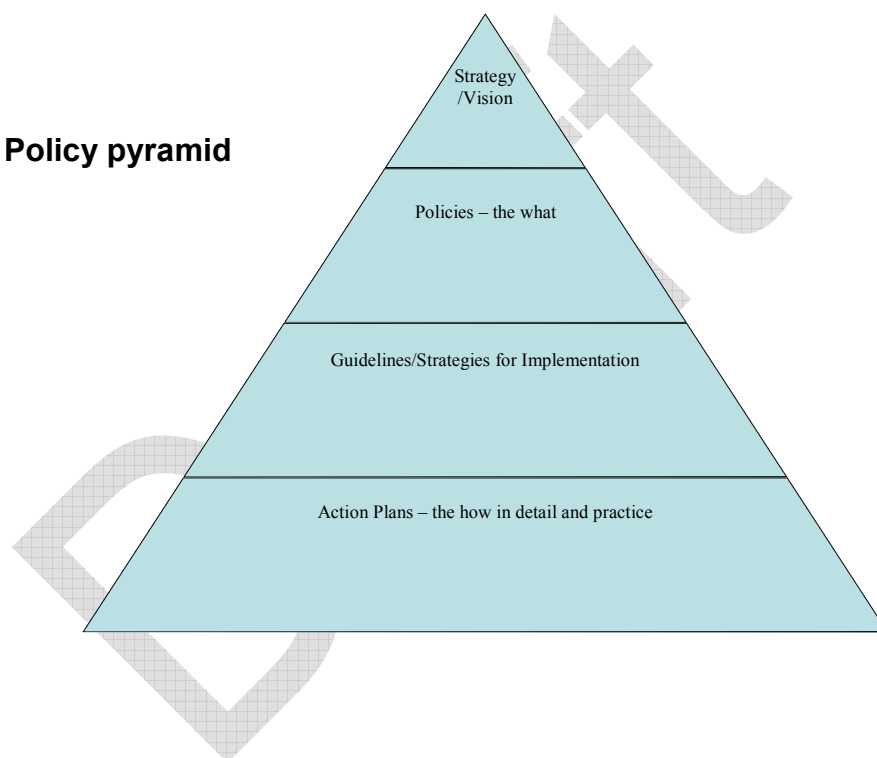 Strategy
/Vision
Policy pyramid
Policies – the what
Guidelines/Strategies for Implementation
Action Plans – the how in detail and practice